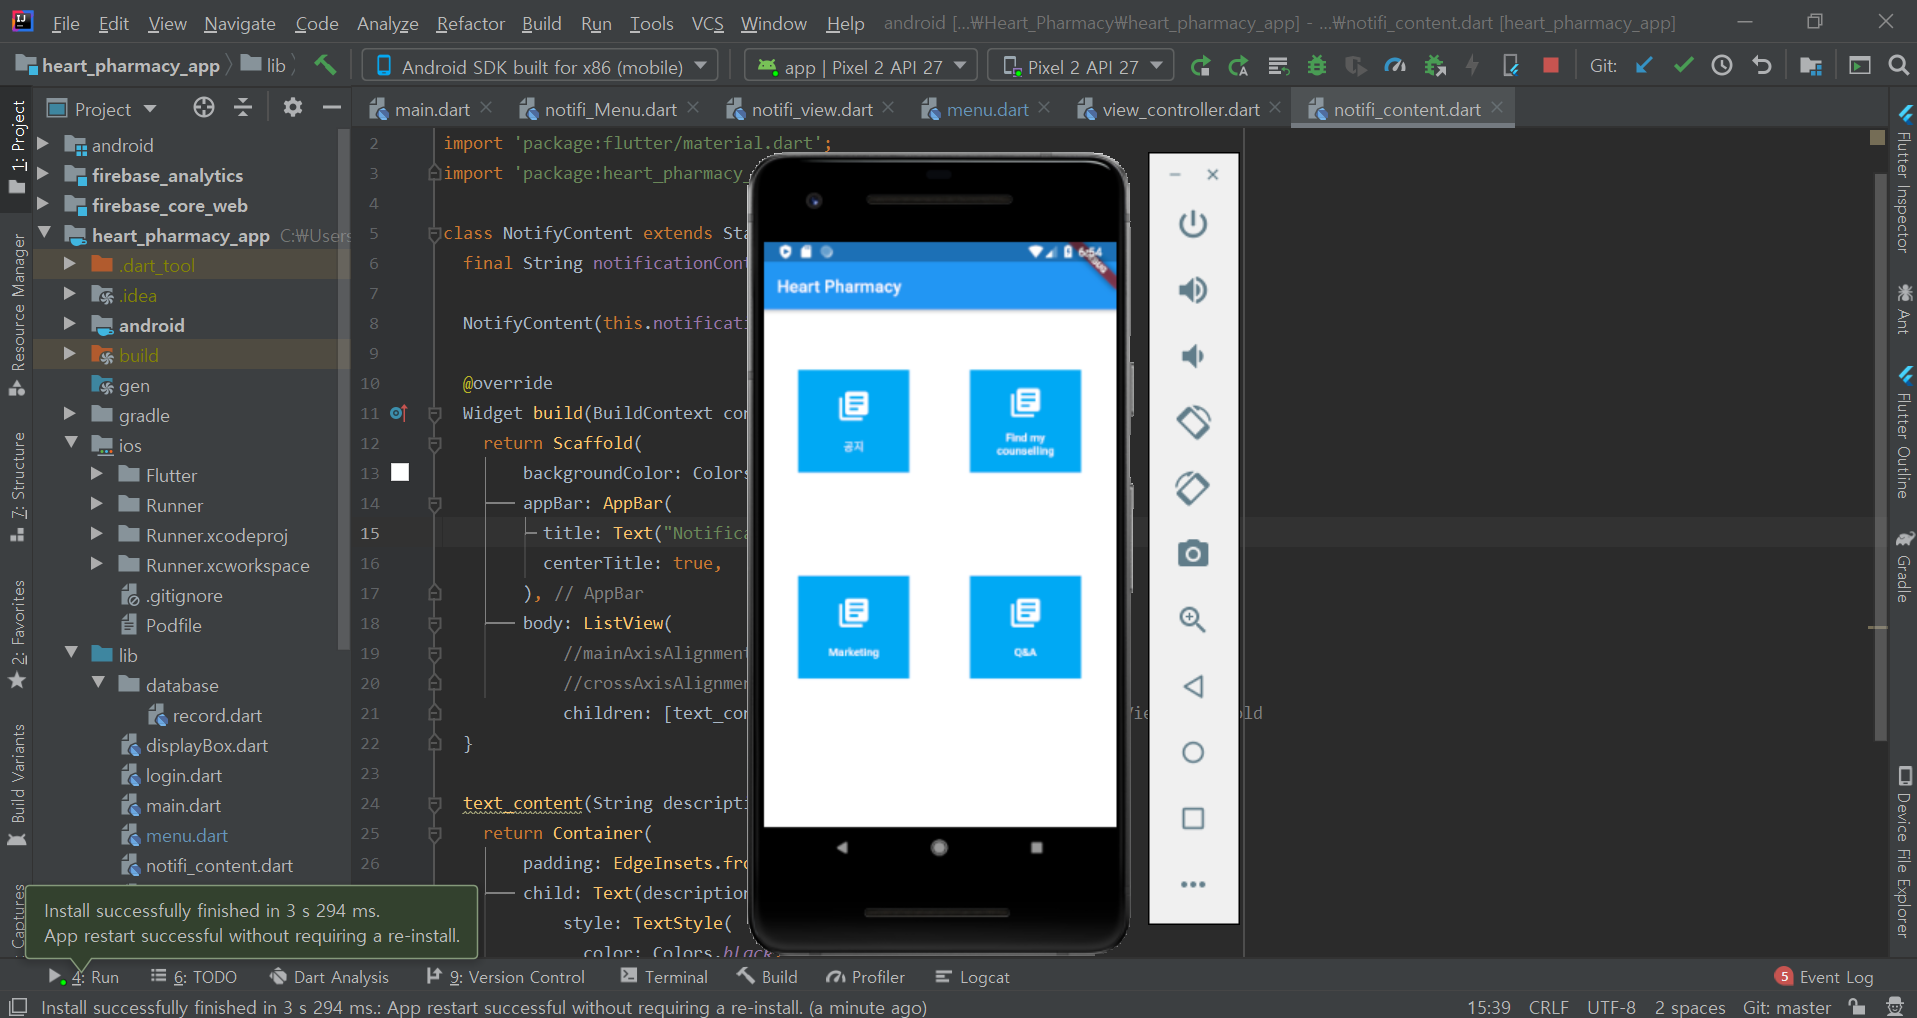 File Edit View Navigate Code Analyze Refactor Build Run Tools VCS Window Help android [...₩Heart_Pharmacy₩heart_pharmacy_app] - ...₩notifi_content.dart [heart_pharmacy_app]
heart_pharmacy_app lib Android SDK built for x86 (mobile) app | Pixel 2 API 27 Pixel 2 API 27 Git:
Project main.dart notifi_Menu.dart notifi_view.dart menu.dart view_controller.dart notifi_content.dart
1: Project
Resource Manager
7: Structure
2: Favorites
Build Variants
Captures
android
firebase_analytics
firebase_core_web
heart_pharmacy_app C:₩Users
.dart_tool
.idea
android
build
gen
gradle
ios
Flutter
Runner
Runner.xcodeproj
Runner.xcworkspace
.gitignore
Podfile
lib
database
record.dart
displayBox.dart
login.dart
main.dart
menu.dart
notifi_content.dart
2 import 'package:flutter/material.dart';
3 import 'package:heart_pharmacy_
4
5 class NotifyContent extends Sta
6 final String notificationCont
7
8 NotifyContent(this.notificati
9
10 @override
11 Widget build(BuildContext con
12 return Scaffold(
13 backgroundColor: Colors
14 appBar: AppBar(
15 title: Text("Notifica
16 centerTitle: true,
17 ), // AppBar
18 body: ListView(
19 //mainAxisAlignment
20 //crossAxisAlignmen
21 children: [text_con
22 }
23
24 text_content(String descripti
25 return Container(
26 padding: EdgeInsets.fro
child: Text(description
style: TextStyle(
color: Colors.black
6:54
Heart Pharmacy
공지
Find my
counselling
Marketing
Q&A
Flutter Inspector
Ant
Flutter Outline
Gradle
Device File Explorer
Install successfully finished in 3 s 294 ms.
App restart successful without requiring a re-install.
4: Run 6: TODO Dart Analysis 9: Version Control Terminal Build Profiler Logcat 5 Event Log
Install successfully finished in 3 s 294 ms.: App restart successful without requiring a re-install. (a minute ago) 15:39 CRLF UTF-8 2 spaces Git: master